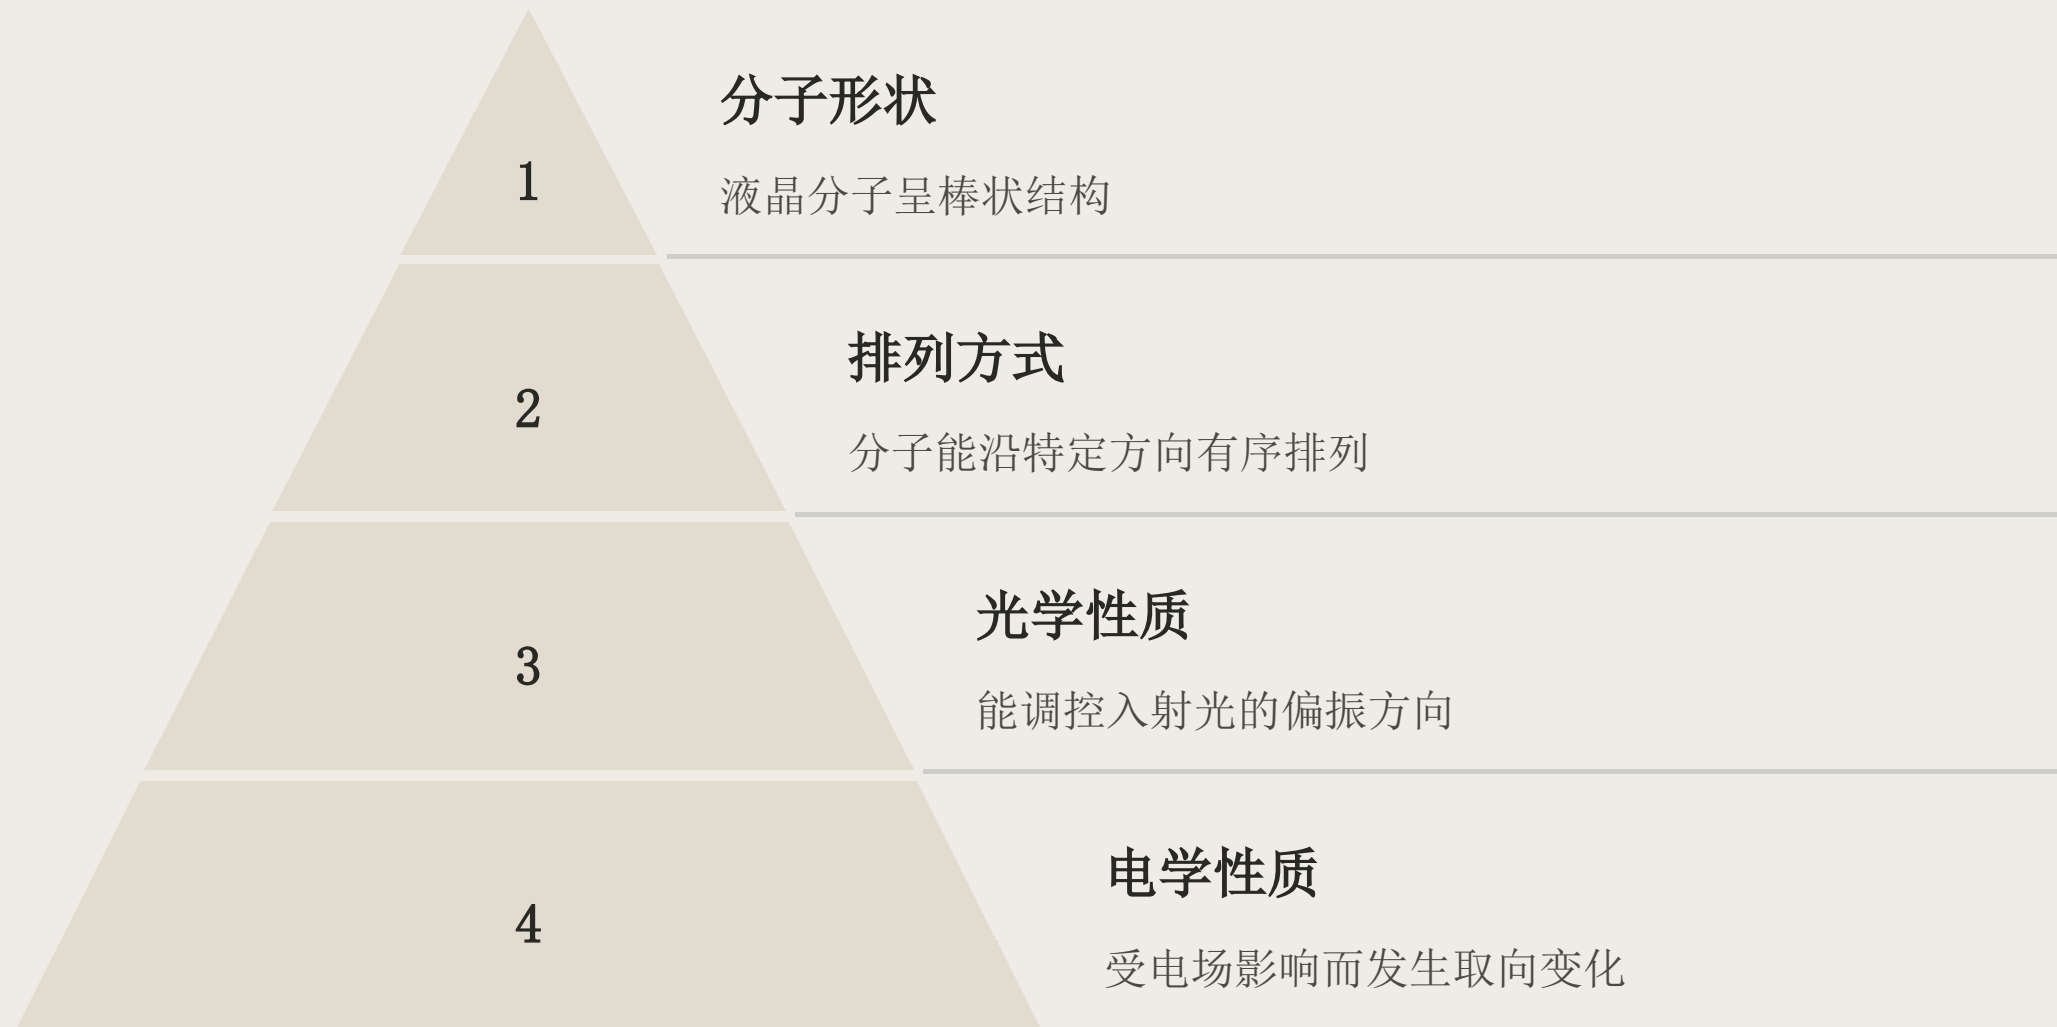 分子形状
1
液晶分子呈棒状结构
排列方式
2
分子能沿特定方向有序排列
光学性质
3
能调控入射光的偏振方向
电学性质
4
受电场影响而发生取向变化